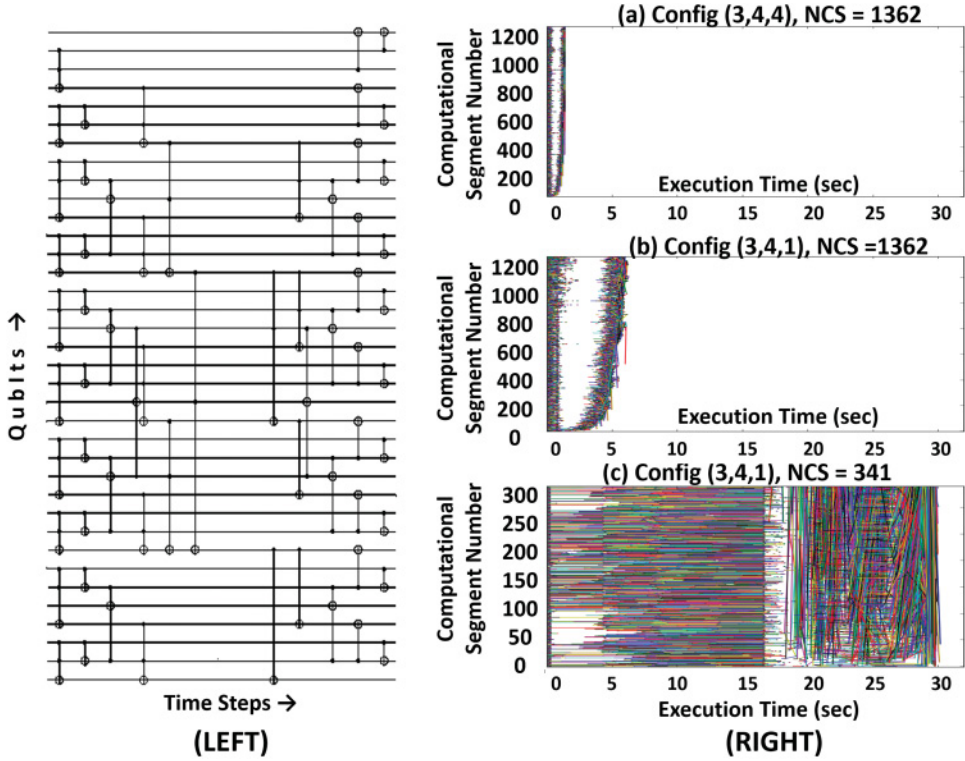 Qubits →
Time Steps →
(LEFT)
(a) Config (3,4,4), NCS = 1362
Computational
Segment Number
1200
1000
800
600
400
200
0
Execution Time (sec)
0 5 10 15 20 25 30
(b) Config (3,4,1), NCS =1362
Computational
Segment Number
1200
1000
800
600
400
200
0
Execution Time (sec)
0 5 10 15 20 25 30
(c) Config (3,4,1), NCS = 341
Computational
Segment Number
300
250
200
150
100
50
0
0 5 10 15 20 25 30
Execution Time (sec)
(RIGHT)